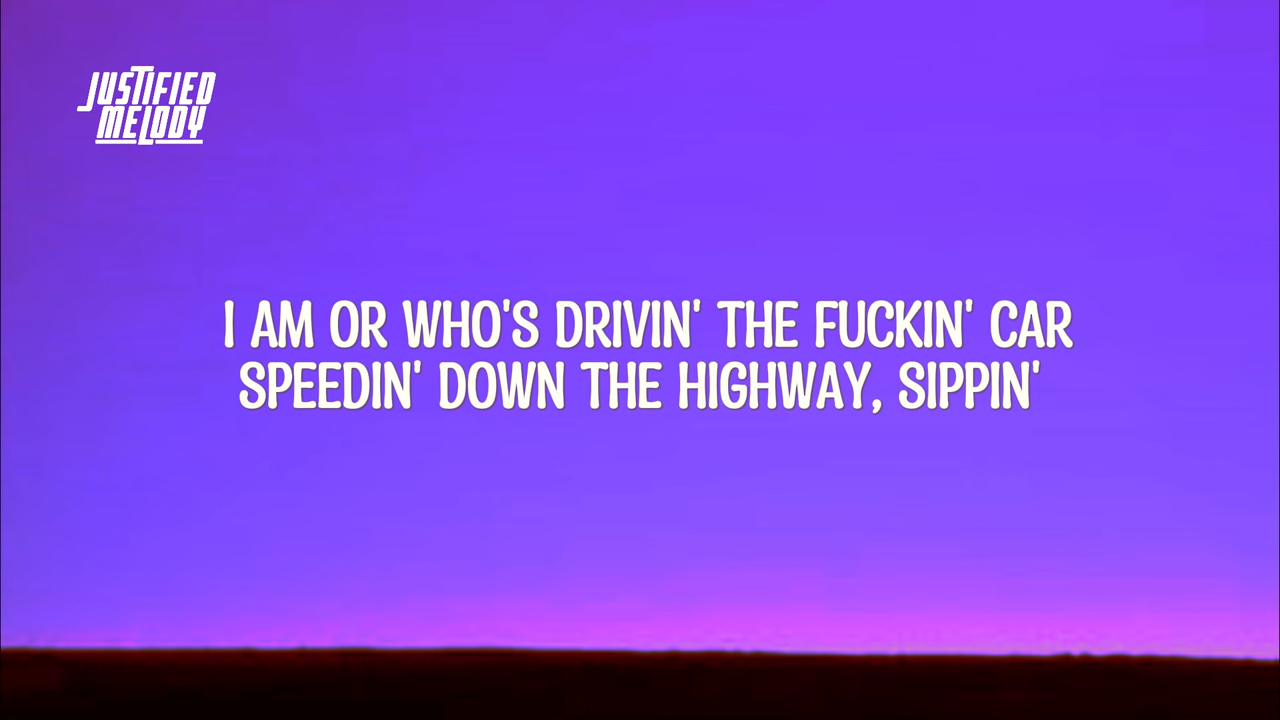 JUSTIFIED
MELODY
I AM OR WHO'S DRIVIN' THE FUCKIN' CAR
SPEEDIN' DOWN THE HIGHWAY, SIPPIN'